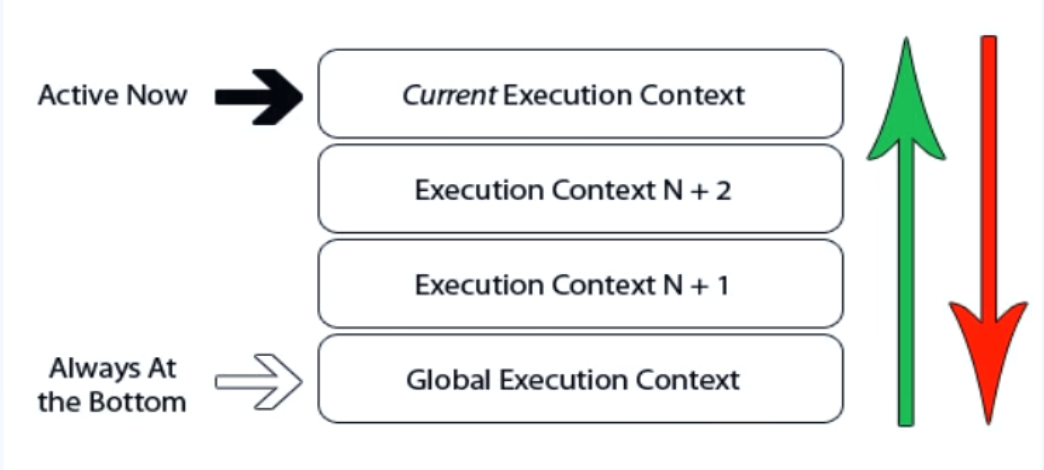 Active Now
Current Execution Context
Execution Context N + 2
Execution Context N + 1
Always At
the Bottom
Global Execution Context